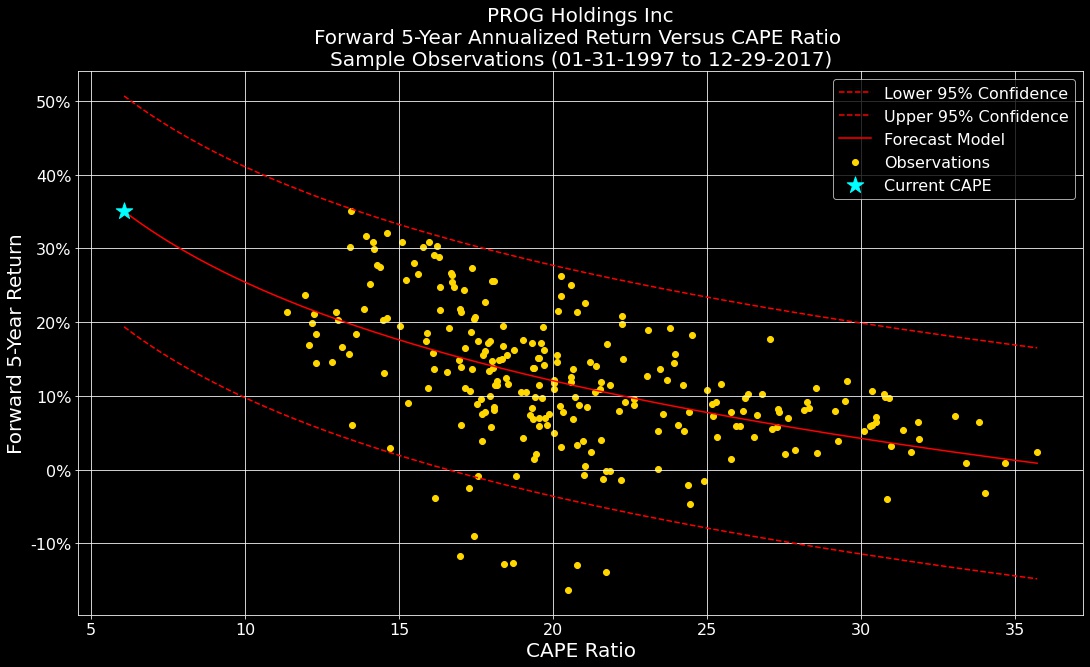 PROG Holdings Inc
Forward 5-Year Annualized Return Versus CAPE Ratio
Sample Observations (01-31-1997 to 12-29-2017)
Lower 95% Confidence
Upper 95% Confidence
Forecast Model
Observations
Current CAPE
Forward 5-Year Return
50%
40%
30%
20%
10%
0%
-10%
5 10 15 20 25 30 35
CAPE Ratio